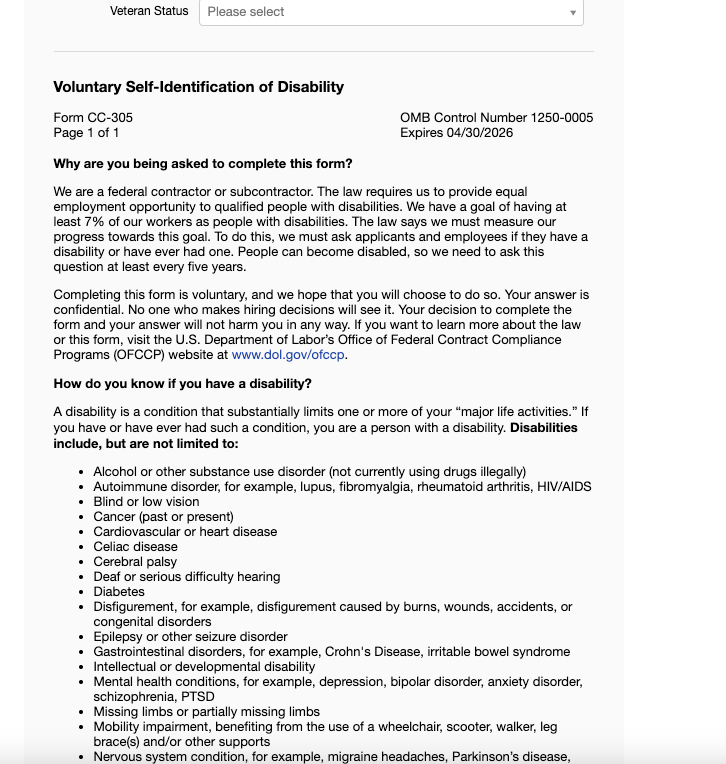 Veteran Status Please select
Voluntary Self-Identification of Disability
Form CC-305 OMB Control Number 1250-0005
Page 1 of 1 Expires 04/30/2026
Why are you being asked to complete this form?
We are a federal contractor or subcontractor. The law requires us to provide equal
employment opportunity to qualified people with disabilities. We have a goal of having at
least 7% of our workers as people with disabilities. The law says we must measure our
progress towards this goal. To do this, we must ask applicants and employees if they have a
disability or have ever had one. People can become disabled, so we need to ask this
question at least every five years.
Completing this form is voluntary, and we hope that you will choose to do so. Your answer is
confidential. No one who makes hiring decisions will see it. Your decision to complete the
form and your answer will not harm you in any way. If you want to learn more about the law
or this form, visit the U.S. Department of Labor’s Office of Federal Contract Compliance
Programs (OFCCP) website at www.dol.gov/ofccp.
How do you know if you have a disability?
A disability is a condition that substantially limits one or more of your “major life activities.” If
you have or have ever had such a condition, you are a person with a disability. Disabilities
include, but are not limited to:
• Alcohol or other substance use disorder (not currently using drugs illegally)
• Autoimmune disorder, for example, lupus, fibromyalgia, rheumatoid arthritis, HIV/AIDS
• Blind or low vision
• Cancer (past or present)
• Cardiovascular or heart disease
• Celiac disease
• Cerebral palsy
• Deaf or serious difficulty hearing
• Diabetes
• Disfigurement, for example, disfigurement caused by burns, wounds, accidents, or
congenital disorders
• Epilepsy or other seizure disorder
• Gastrointestinal disorders, for example, Crohn's Disease, irritable bowel syndrome
• Intellectual or developmental disability
• Mental health conditions, for example, depression, bipolar disorder, anxiety disorder,
schizophrenia, PTSD
• Missing limbs or partially missing limbs
• Mobility impairment, benefiting from the use of a wheelchair, scooter, walker, leg
brace(s) and/or other supports
• Nervous system condition, for example, migraine headaches, Parkinson’s disease,